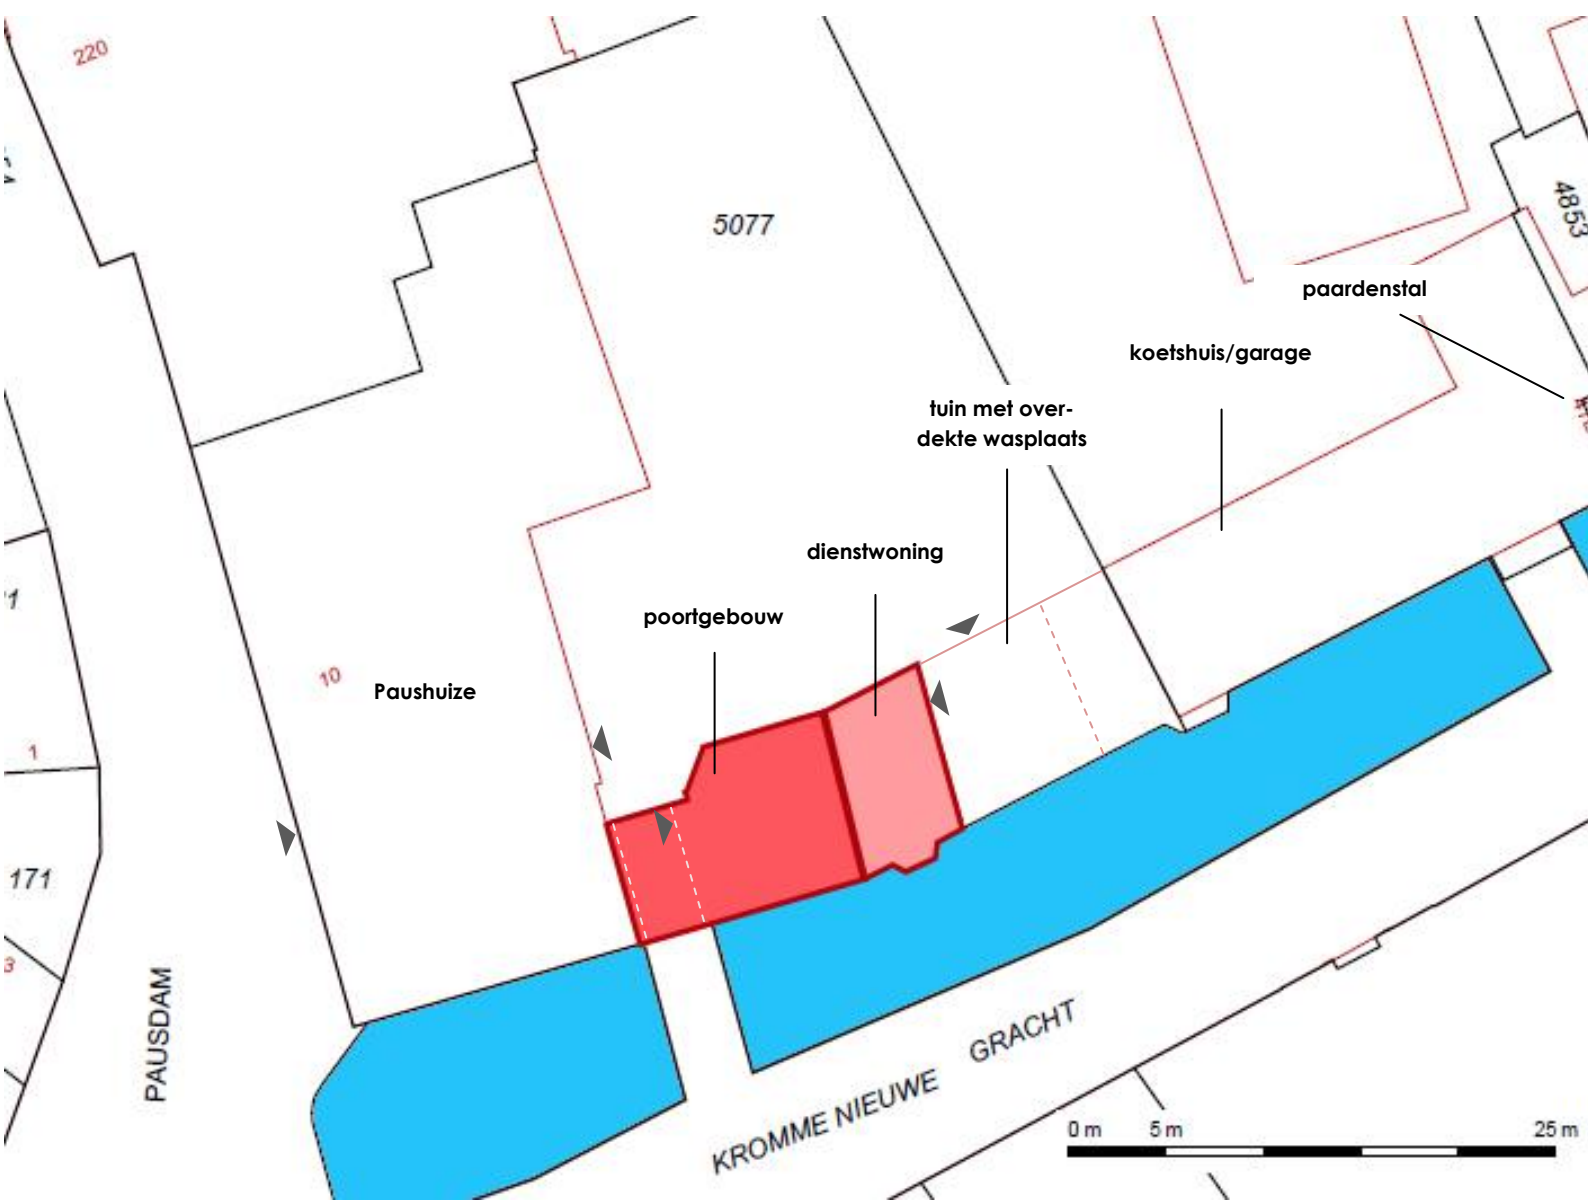 220
5077
4853
paardenstal
koetshuis/garage
tuin met over-
dekte wasplaats
dienstwoning
poortgebouw
10
Paushuize
1
171
3
PAUSDAM
KROMME NIEUWE GRACHT
0 m 5 m 25 m